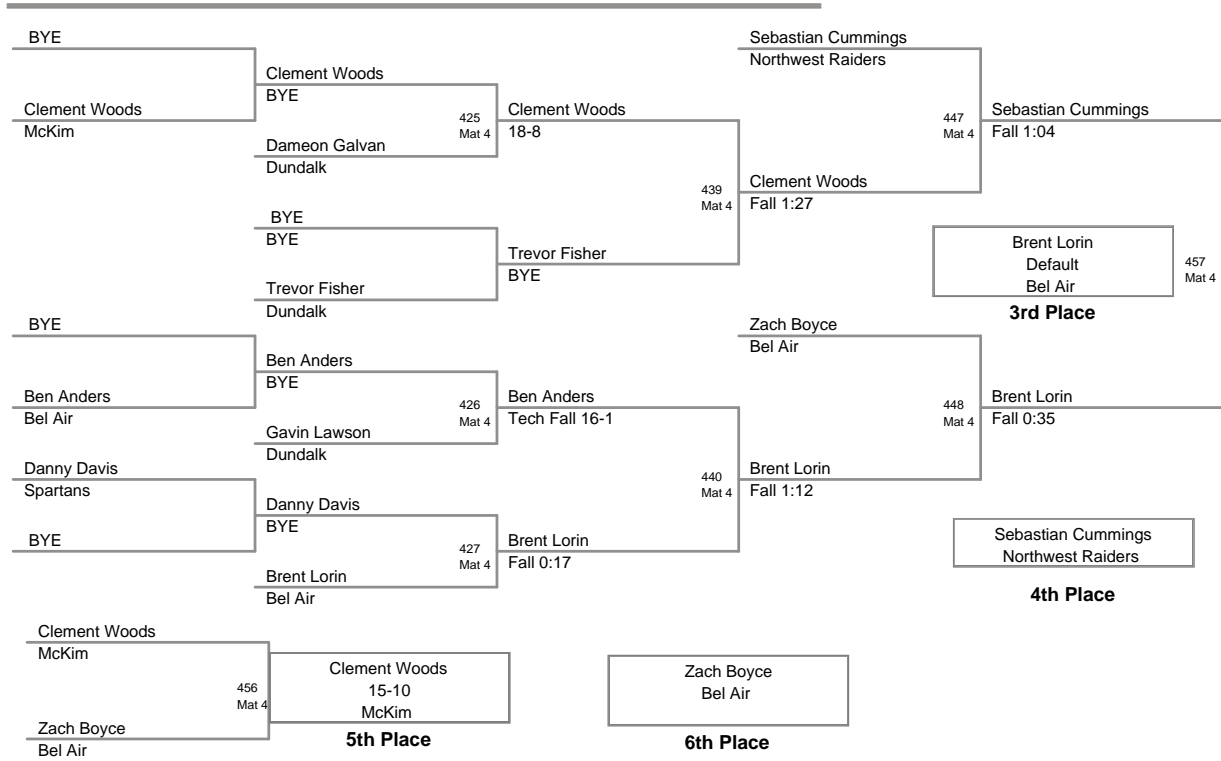 BYE
Clement Woods
McKim
Clement Woods
BYE
425
Mat 4
Dameon Galvan
Dundalk
Clement Woods
18-8
BYE
BYE
Trevor Fisher
Dundalk
Trevor Fisher
BYE
439
Mat 4
Clement Woods
Fall 1:27
Sebastian Cummings
Northwest Raiders
447
Mat 4
Sebastian Cummings
Fall 1:04
Brent Lorin
Default
Bel Air
457
Mat 4
3rd Place
BYE
Ben Anders
Bel Air
Ben Anders
BYE
426
Mat 4
Gavin Lawson
Dundalk
Ben Anders
Tech Fall 16-1
Danny Davis
Spartans
BYE
Danny Davis
BYE
427
Mat 4
Brent Lorin
Bel Air
Brent Lorin
Fall 0:17
440
Mat 4
Brent Lorin
Fall 1:12
Zach Boyce
Bel Air
448
Mat 4
Brent Lorin
Fall 0:35
Sebastian Cummings
Northwest Raiders
4th Place
Clement Woods
McKim
456
Mat 4
Zach Boyce
Bel Air
Clement Woods
15-10
McKim
5th Place
Zach Boyce
Bel Air
6th Place